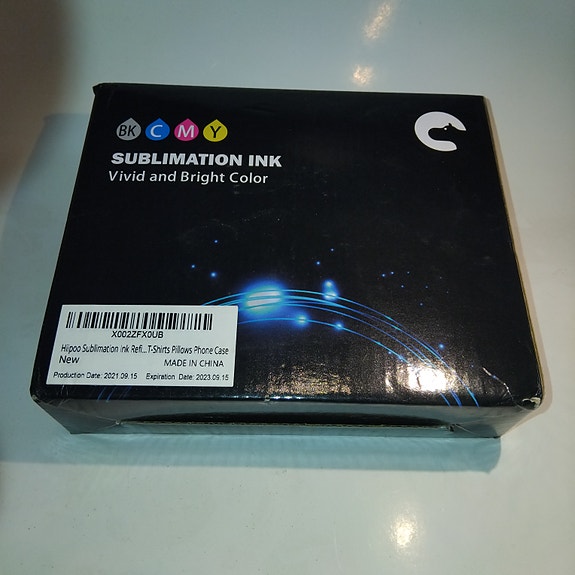 BK C M Y
SUBLIMATION INK
Vivid and Bright Color
X002ZFX0UB
Hiipoo Sublimation Ink Refi...T-Shirts Pillows Phone Case
New MADE IN CHINA
Production Date: 2021.09.15 Expiration Date: 2023.09.15